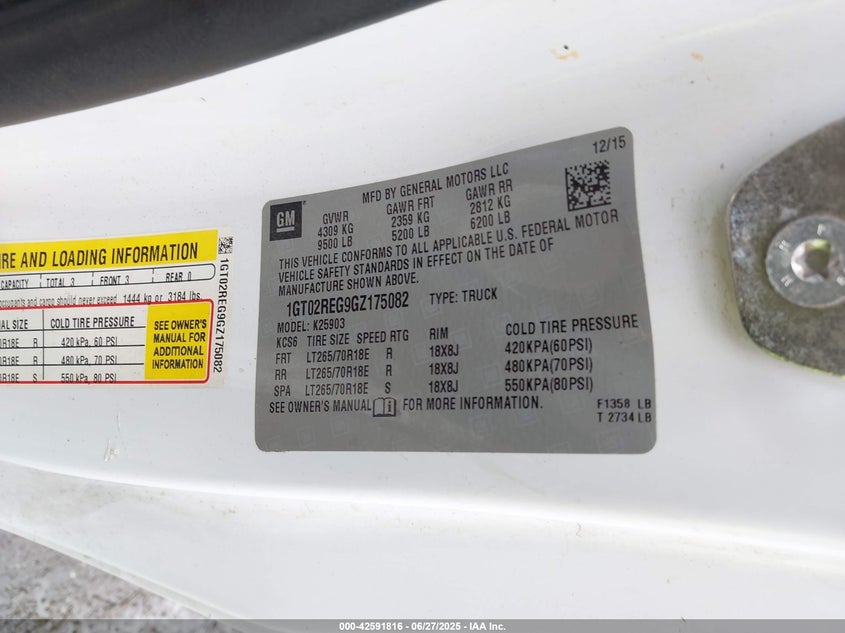 12/15
MFD BY GENERAL MOTORS LLC
GM
GVWR GAWR FRT GAWR RR
4309 KG 2359 KG 2812 KG
9500 LB 5200 LB 6200 LB
THIS VEHICLE CONFORMS TO ALL APPLICABLE U.S. FEDERAL MOTOR
VEHICLE SAFETY STANDARDS IN EFFECT ON THE DATE OF
MANUFACTURE SHOWN ABOVE.
1GT02REG9GZ175082 TYPE: TRUCK
MODEL: K25903
KCS6 TIRE SIZE SPEED RTG RIM COLD TIRE PRESSURE
FRT LT265/70R18E R 18X8J 420KPA(60PSI)
RR LT265/70R18E R 18X8J 480KPA(70PSI)
SPA LT265/70R18E S 18X8J 550KPA(80PSI)
SEE OWNER'S MANUAL FOR MORE INFORMATION.
F1358 LB
T 2734 LB
AND LOADING INFORMATION
CAPACITY TOTAL 3 FRONT 3 REAR 0
and cargo should never exceed 1444 kg or 3184 lbs
SIZE COLD TIRE PRESSURE
R18E R 420 kPa, 60 PSI
R18E R 480 kPa, 70 PSI
R18E S 550 kPa, 80 PSI
SEE OWNER'S
MANUAL FOR
ADDITIONAL
INFORMATION
1GT02REG9GZ175082
000-42591816 - 06/27/2025 - IAA Inc.